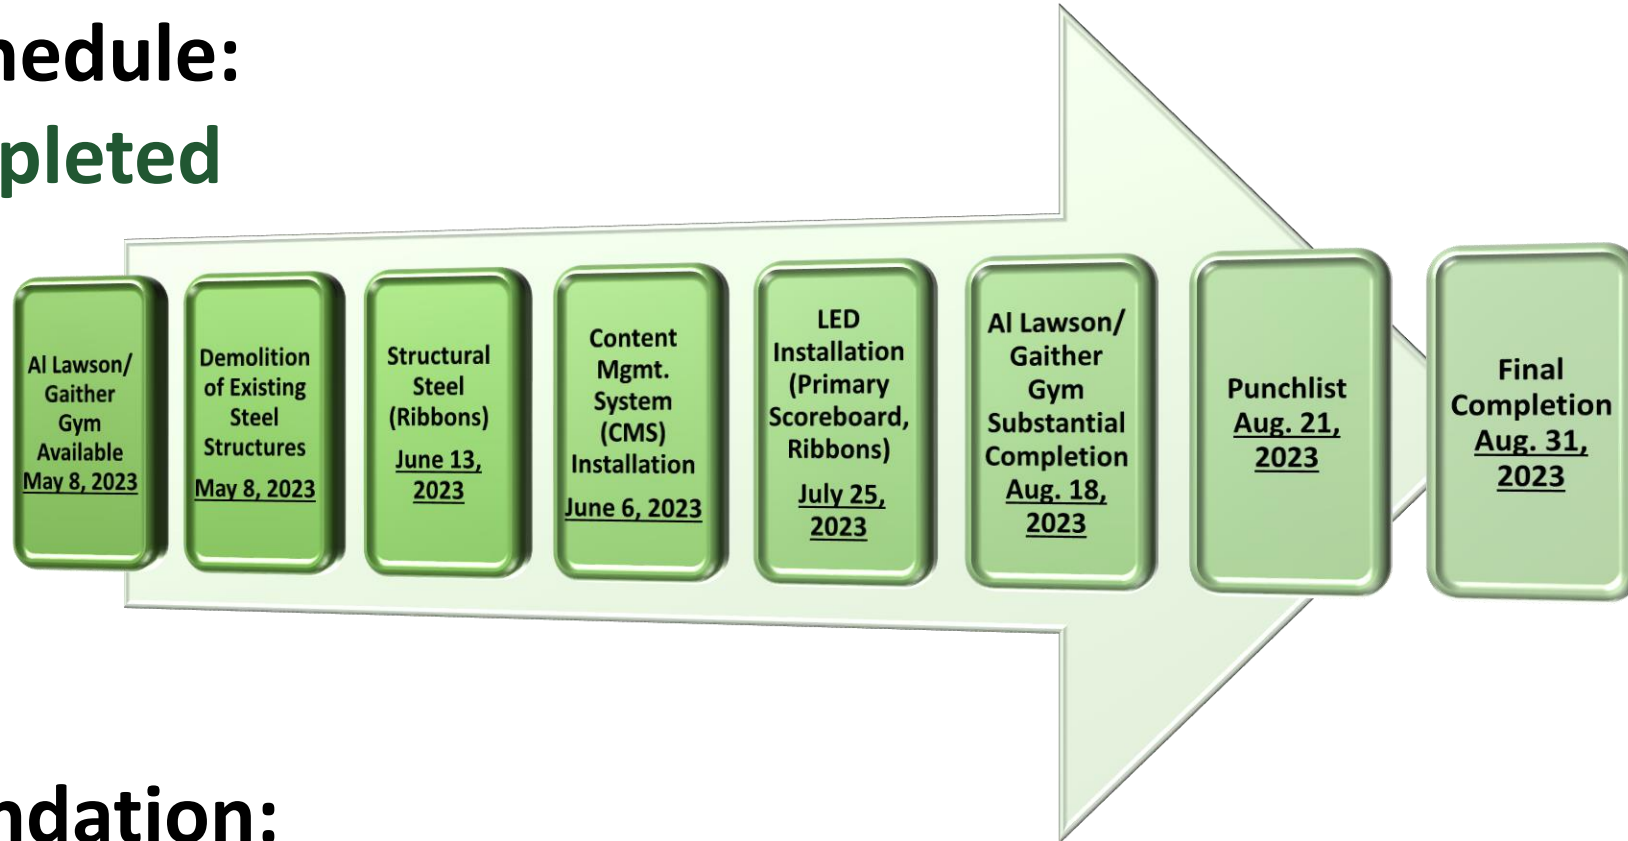 hedule:
pleted
Al Lawson/
Gaither
Gym
Available
May 8, 2023
Demolition
of Existing
Steel
Structures
May 8, 2023
Structural
Steel
(Ribbons)
June 13,
2023
Content
Mgmt.
System
(CMS)
Installation
June 6, 2023
LED
Installation
(Primary
Scoreboard,
Ribbons)
July 25,
2023
Al Lawson/
Gaither
Gym
Substantial
Completion
Aug. 18,
2023
Punchlist
Aug. 21,
2023
Final
Completion
Aug. 31,
2023
ndation: